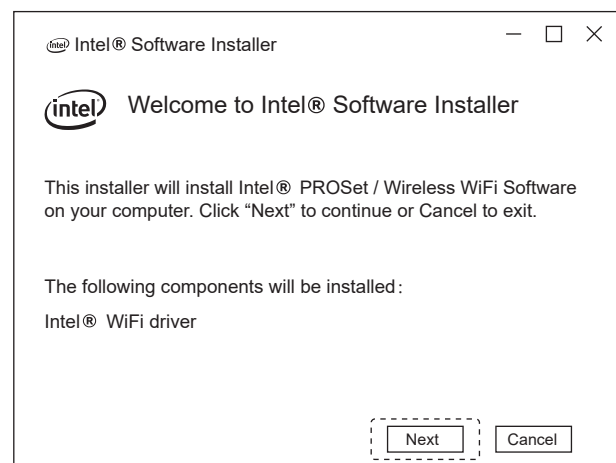 intel Intel® Software Installer
intel Welcome to Intel® Software Installer
This installer will install Intel® PROSet / Wireless WiFi Software
on your computer. Click “Next” to continue or Cancel to exit.
The following components will be installed:
Intel® WiFi driver
Next Cancel